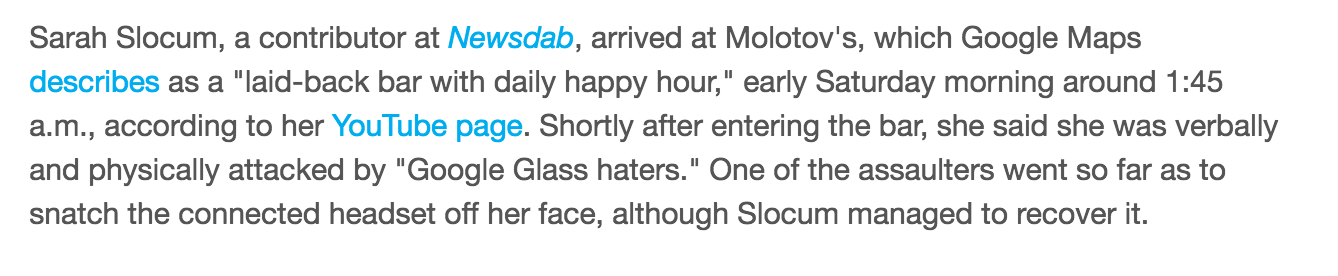 Sarah Slocum, a contributor at Newsdab, arrived at Molotov's, which Google Maps
describes as a "laid-back bar with daily happy hour," early Saturday morning around 1:45
a.m., according to her YouTube page. Shortly after entering the bar, she said she was verbally
and physically attacked by "Google Glass haters." One of the assaulters went so far as to
snatch the connected headset off her face, although Slocum managed to recover it.